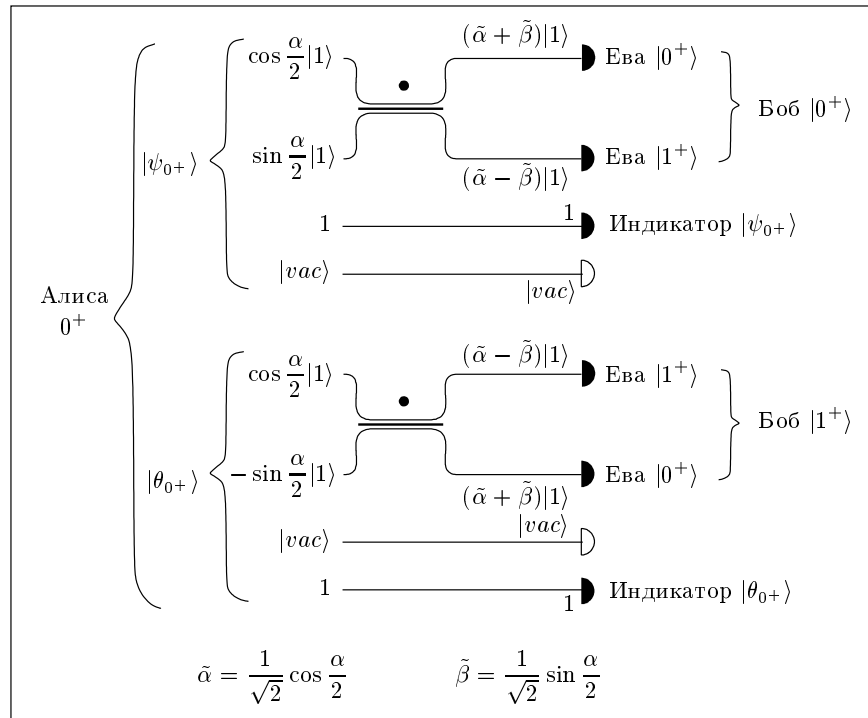 cos α/2 |1⟩ (α̃ + β̃)|1⟩ Ева |0⁺⟩
Боб |0⁺⟩
|ψ₀₊⟩ sin α/2 |1⟩ (α̃ − β̃)|1⟩ Ева |1⁺⟩
1 1 Индикатор |ψ₀₊⟩
|vac⟩ |vac⟩
Алиса
0⁺
cos α/2 |1⟩ (α̃ − β̃)|1⟩ Ева |1⁺⟩
Боб |1⁺⟩
|θ₀₊⟩ − sin α/2 |1⟩ (α̃ + β̃)|1⟩ Ева |0⁺⟩
|vac⟩ |vac⟩
1 1 Индикатор |θ₀₊⟩
α̃ = 1/√2 cos α/2 β̃ = 1/√2 sin α/2